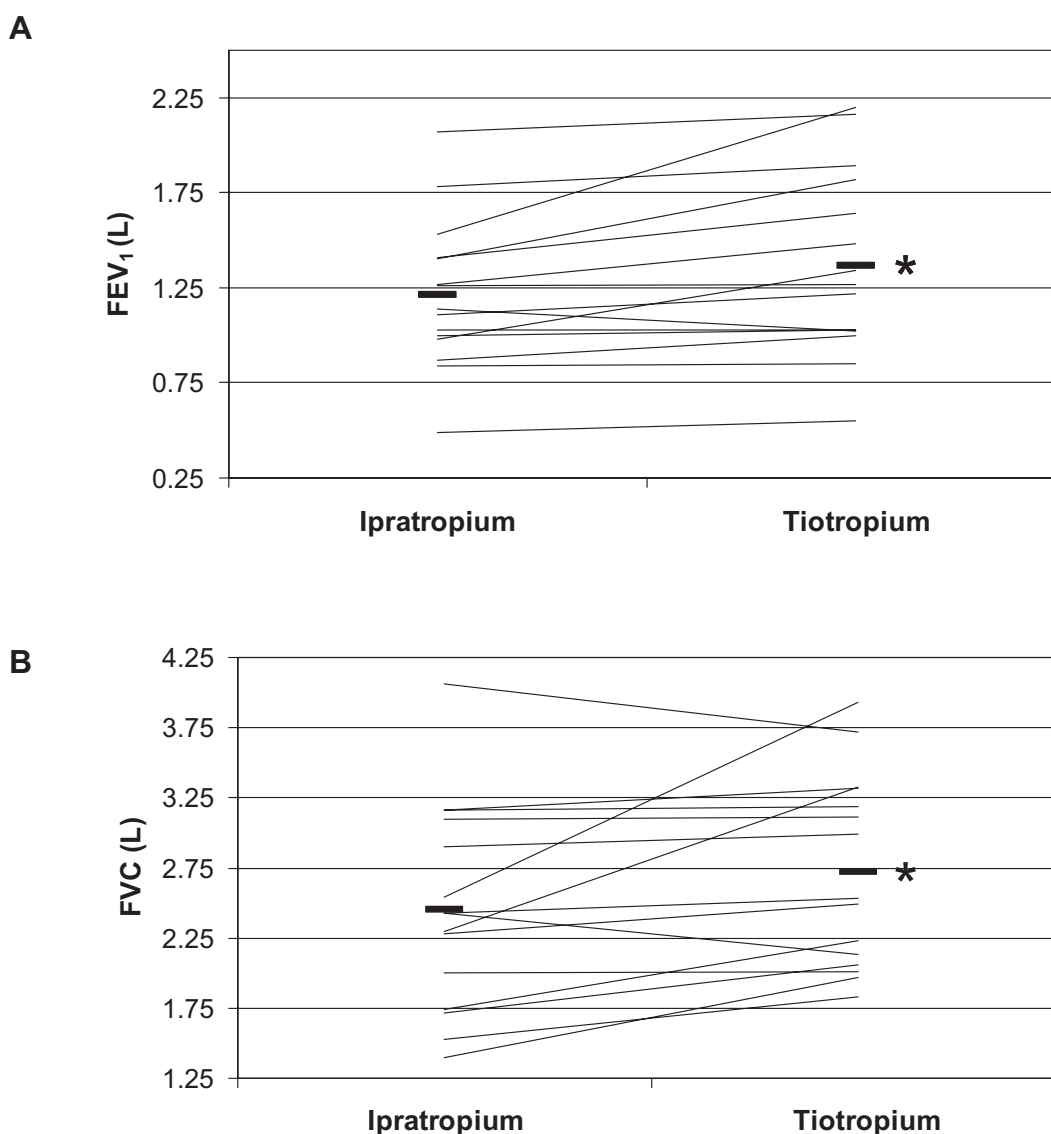 A
FEV₁ (L)
2.25
1.75
1.25
0.75
0.25
*
Ipratropium
Tiotropium
B
FVC (L)
4.25
3.75
3.25
2.75
2.25
1.75
1.25
*
Ipratropium
Tiotropium